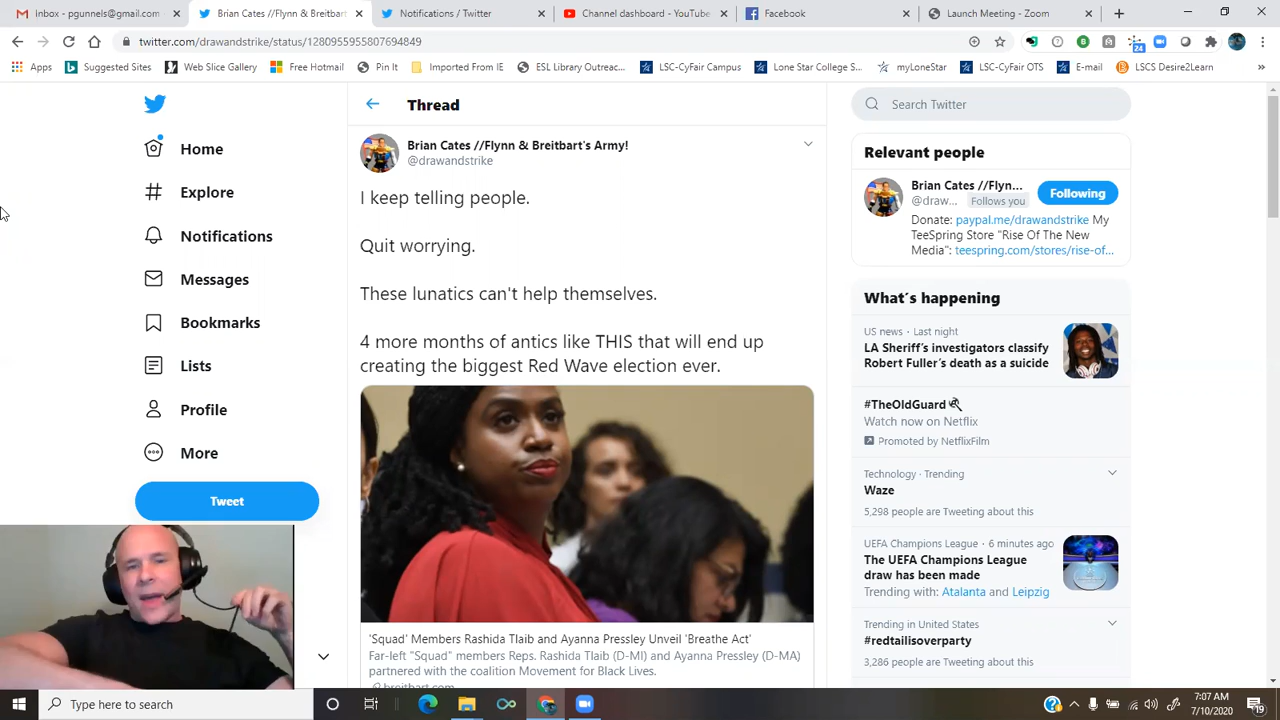 Inbox - pgunnels@gmail.com
Brian Cates //Flynn & Breitbart
Notifications / Twitter
Channel dashboard - YouTube
Facebook
Launch Meeting - Zoom
twitter.com/drawandstrike/status/1280955955807694849
24
Apps
Suggested Sites
Web Slice Gallery
Free Hotmail
Pin It
Imported From IE
ESL Library Outreac...
LSC-CyFair Campus
Lone Star College S...
myLoneStar
LSC-CyFair OTS
E-mail
LSCS Desire2Learn
»
Home
Explore
Notifications
Messages
Bookmarks
Lists
Profile
More
Tweet
Thread
Brian Cates //Flynn & Breitbart's Army!
@drawandstrike
I keep telling people.
Quit worrying.
These lunatics can't help themselves.
4 more months of antics like THIS that will end up
creating the biggest Red Wave election ever.
'Squad' Members Rashida Tlaib and Ayanna Pressley Unveil 'Breathe Act'
Far-left "Squad" members Reps. Rashida Tlaib (D-MI) and Ayanna Pressley (D-MA)
partnered with the coalition Movement for Black Lives.
breitbart.com
Search Twitter
Relevant people
Brian Cates //Flyn...
@draw... Follows you
Following
Donate: paypal.me/drawandstrike My
TeeSpring Store "Rise Of The New
Media": teespring.com/stores/rise-of...
What's happening
US news · Last night
LA Sheriff's investigators classify
Robert Fuller's death as a suicide
#TheOldGuard
Watch now on Netflix
Promoted by NetflixFilm
Technology · Trending
Waze
5,298 people are Tweeting about this
UEFA Champions League · 6 minutes ago
The UEFA Champions League
draw has been made
Trending with: Atalanta and Leipzig
Trending in United States
#redtailisoverparty
3,286 people are Tweeting about this
Type here to search
7:07 AM
7/10/2020
19